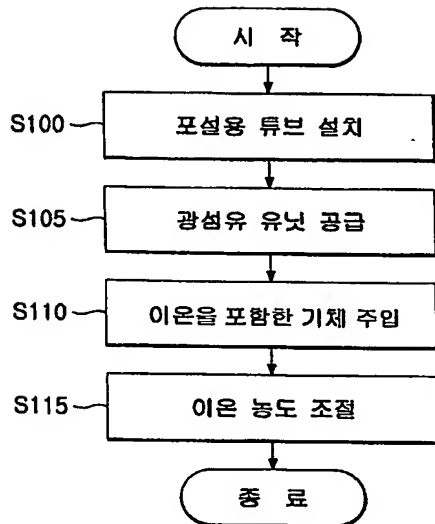 시 작
S100 포설용 튜브 설치
S105 광섬유 유닛 공급
S110 이온을 포함한 기체 주입
S115 이온 농도 조절
종 료